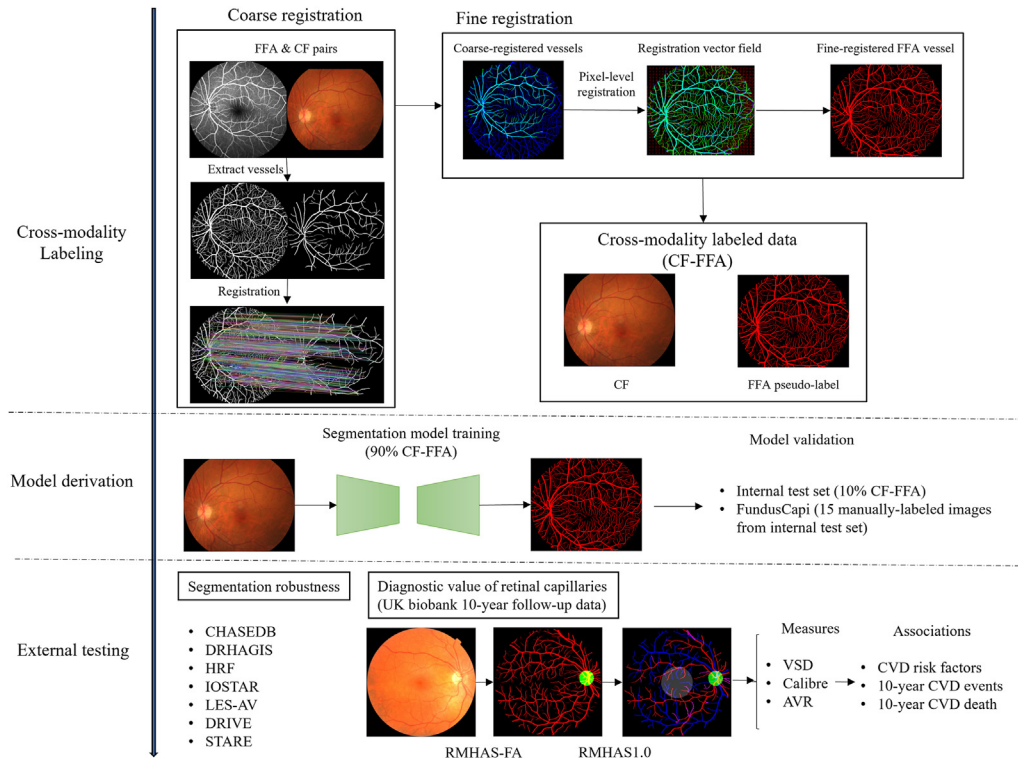 Coarse registration
FFA & CF pairs
Extract vessels
Registration
Fine registration
Coarse-registered vessels
Pixel-level
registration
Registration vector field
Fine-registered FFA vessel
Cross-modality
Labeling
Cross-modality labeled data
(CF-FFA)
CF
FFA pseudo-label
Model derivation
Segmentation model training
(90% CF-FFA)
Model validation
• Internal test set (10% CF-FFA)
• FundusCapi (15 manually-labeled images
from internal test set)
External testing
Segmentation robustness
• CHASEDB
• DRHAGIS
• HRF
• IOSTAR
• LES-AV
• DRIVE
• STARE
Diagnostic value of retinal capillaries
(UK biobank 10-year follow-up data)
RMHAS-FA
RMHAS1.0
Measures
• VSD
• Calibre
• AVR
Associations
• CVD risk factors
• 10-year CVD events
• 10-year CVD death